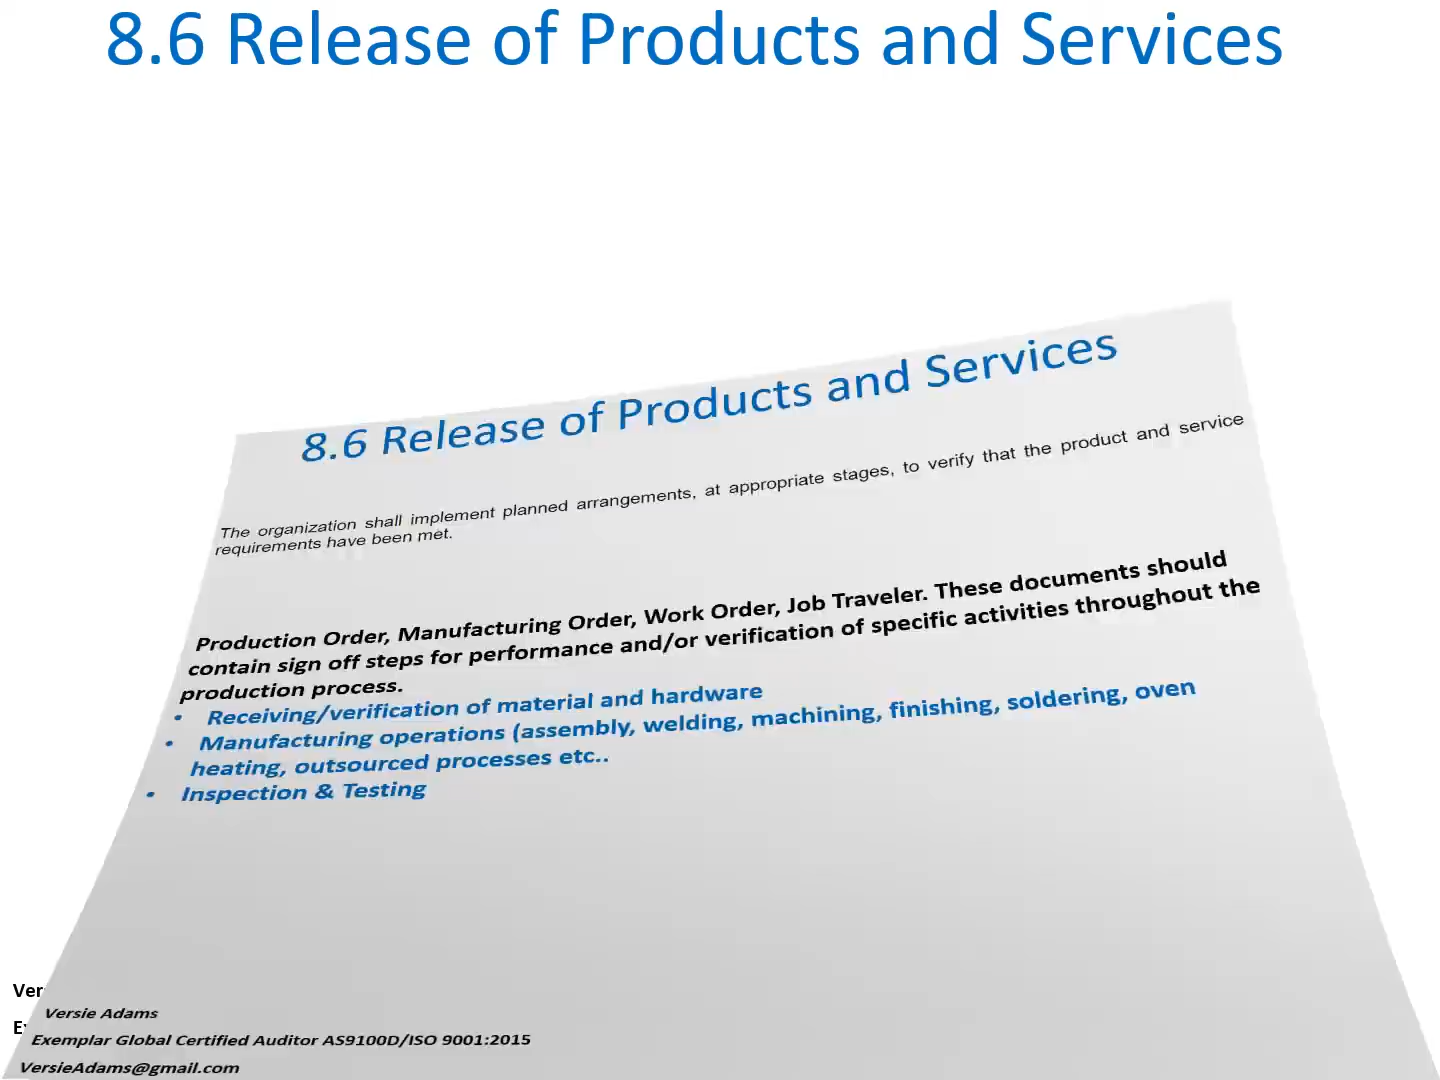 8.6 Release of Products and Services
8.6 Release of Products and Services
The organization shall implement planned arrangements, at appropriate stages, to verify that the product and service
requirements have been met.
Production Order, Manufacturing Order, Work Order, Job Traveler. These documents should
contain sign off steps for performance and/or verification of specific activities throughout the
production process.
• Receiving/verification of material and hardware
• Manufacturing operations (assembly, welding, machining, finishing, soldering, oven
heating, outsourced processes etc..
• Inspection & Testing
Versie Adams
Exemplar Global Certified Auditor AS9100D/ISO 9001:2015
VersieAdams@gmail.com